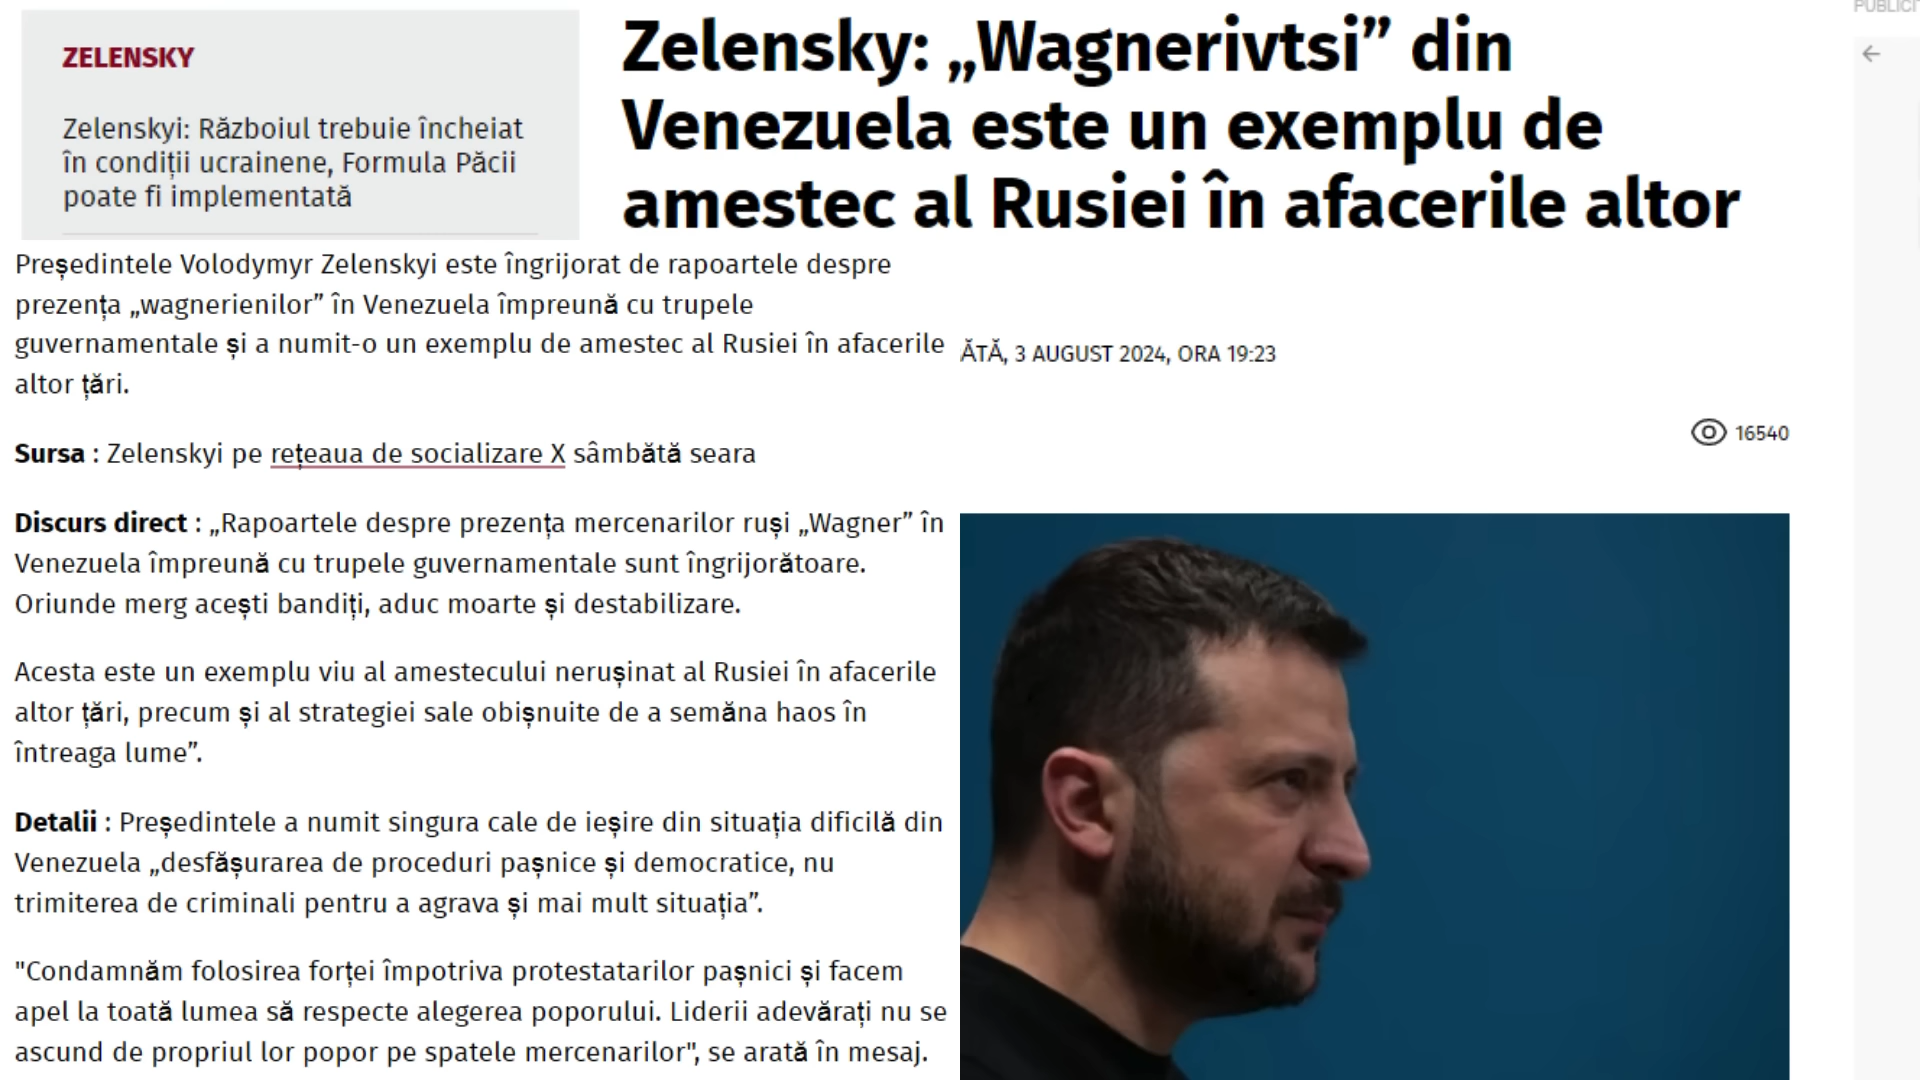 PUBLICI
ZELENSKY
Zelenskyi: Războiul trebuie încheiat
în condiții ucrainene, Formula Păcii
poate fi implementată
Zelensky: „Wagnerivtsi” din
Venezuela este un exemplu de
amestec al Rusiei în afacerile altor
Președintele Volodymyr Zelenskyi este îngrijorat de rapoartele despre
prezența „wagnerienilor” în Venezuela împreună cu trupele
guvernamentale și a numit-o un exemplu de amestec al Rusiei în afacerile
altor țări.
Sursa : Zelenskyi pe rețeaua de socializare X sâmbătă seara
Discurs direct : „Rapoartele despre prezența mercenarilor ruși „Wagner” în
Venezuela împreună cu trupele guvernamentale sunt îngrijorătoare.
Oriunde merg acești bandiți, aduc moarte și destabilizare.
Acesta este un exemplu viu al amestecului nerușinat al Rusiei în afacerile
altor țări, precum și al strategiei sale obișnuite de a semăna haos în
întreaga lume”.
Detalii : Președintele a numit singura cale de ieșire din situația dificilă din
Venezuela „desfășurarea de proceduri pașnice și democratice, nu
trimiterea de criminali pentru a agrava și mai mult situația”.
"Condamnăm folosirea forței împotriva protestatarilor pașnici și facem
apel la toată lumea să respecte alegerea poporului. Liderii adevărați nu se
ascund de propriul lor popor pe spatele mercenarilor", se arată în mesaj.
ĂTĂ, 3 AUGUST 2024, ORA 19:23
16540